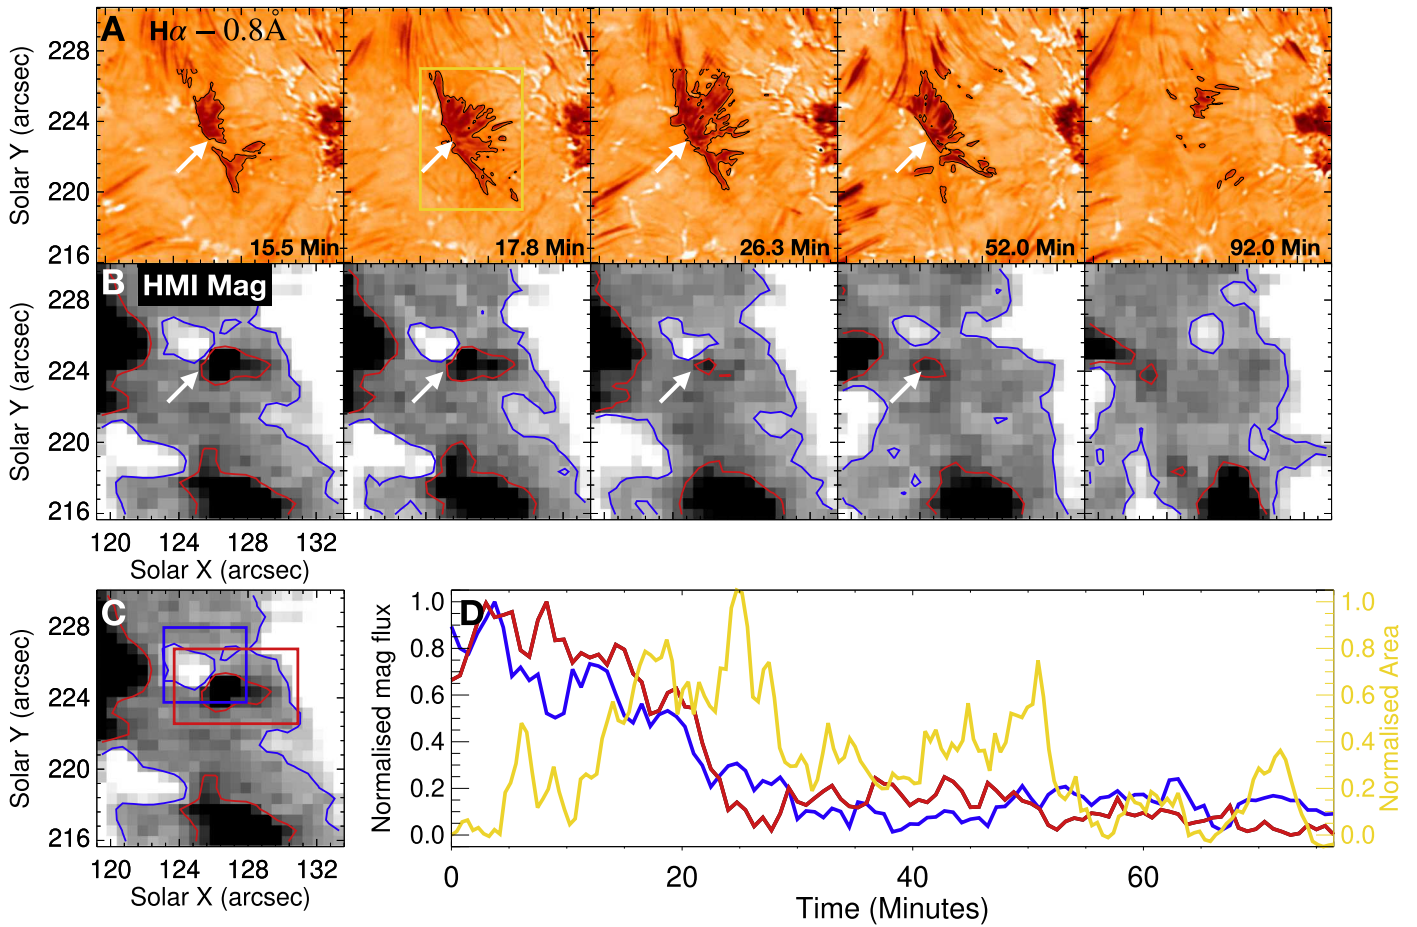 A Hα − 0.8Å
228
224
220
216
Solar Y (arcsec)
15.5 Min
17.8 Min
26.3 Min
52.0 Min
92.0 Min
B HMI Mag
228
224
220
216
Solar Y (arcsec)
120 124 128 132
Solar X (arcsec)
C
228
224
220
216
Solar Y (arcsec)
120 124 128 132
Solar X (arcsec)
D
1.0
0.8
0.6
0.4
0.2
0.0
Normalised mag flux
1.0
0.8
0.6
0.4
0.2
0.0
Normalised Area
0 20 40 60
Time (Minutes)